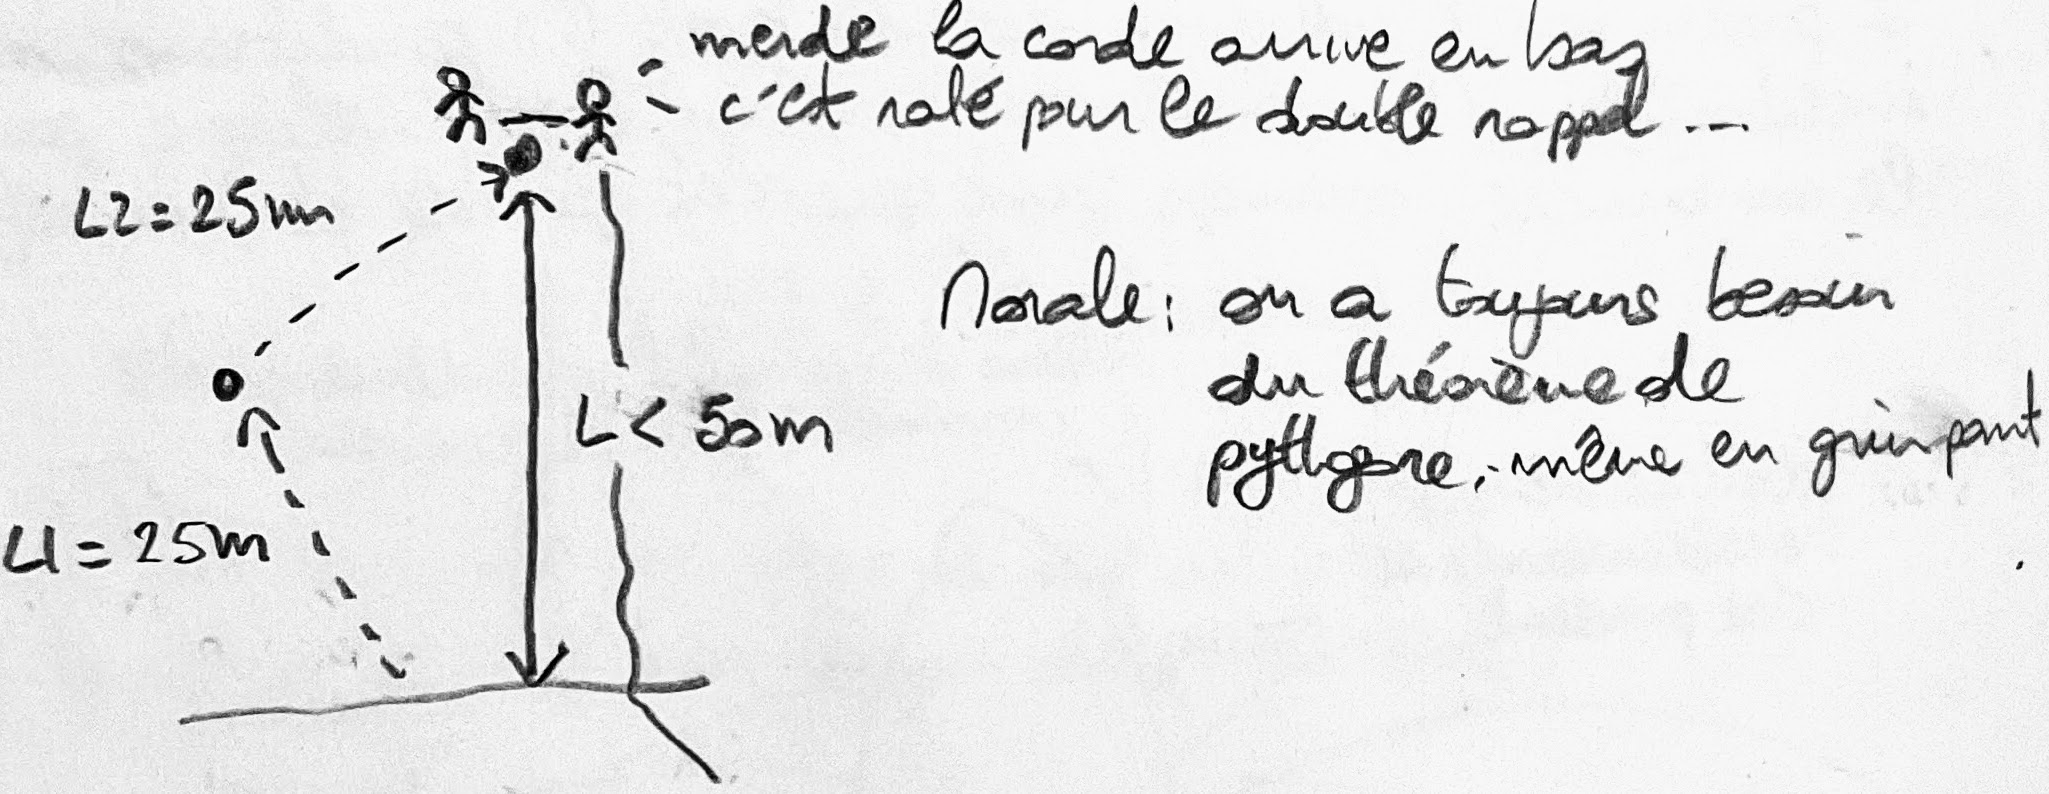 merde la corde arrive en bas
c'est raté pour le double rappel ...
L2 = 25m
Morale : on a toujours besoin
du théorème de
pythagore, même en grimpant
L < 50m
L1 = 25m